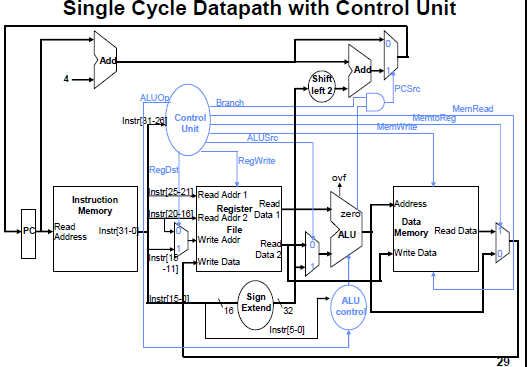 Single Cycle Datapath with Control Unit
Add
4
0
1
Add
Shift
left 2
PCSrc
ALUOp
Branch
MemRead
MemtoReg
MemWrite
Instr[31-26]
Control
Unit
ALUSrc
RegWrite
RegDst
ovf
Instruction
Memory
PC
Read
Address
Instr[31-0]
Instr[25-21]
Read Addr 1
Instr[20-16]
Read Addr 2
Register
File
Read
Data 1
Read
Data 2
Write Addr
Write Data
0
1
Instr[15
-11]
0
1
zero
ALU
Address
Data
Memory
Read Data
Write Data
1
0
Instr[15-0]
16
Sign
Extend
32
ALU
control
Instr[5-0]
29